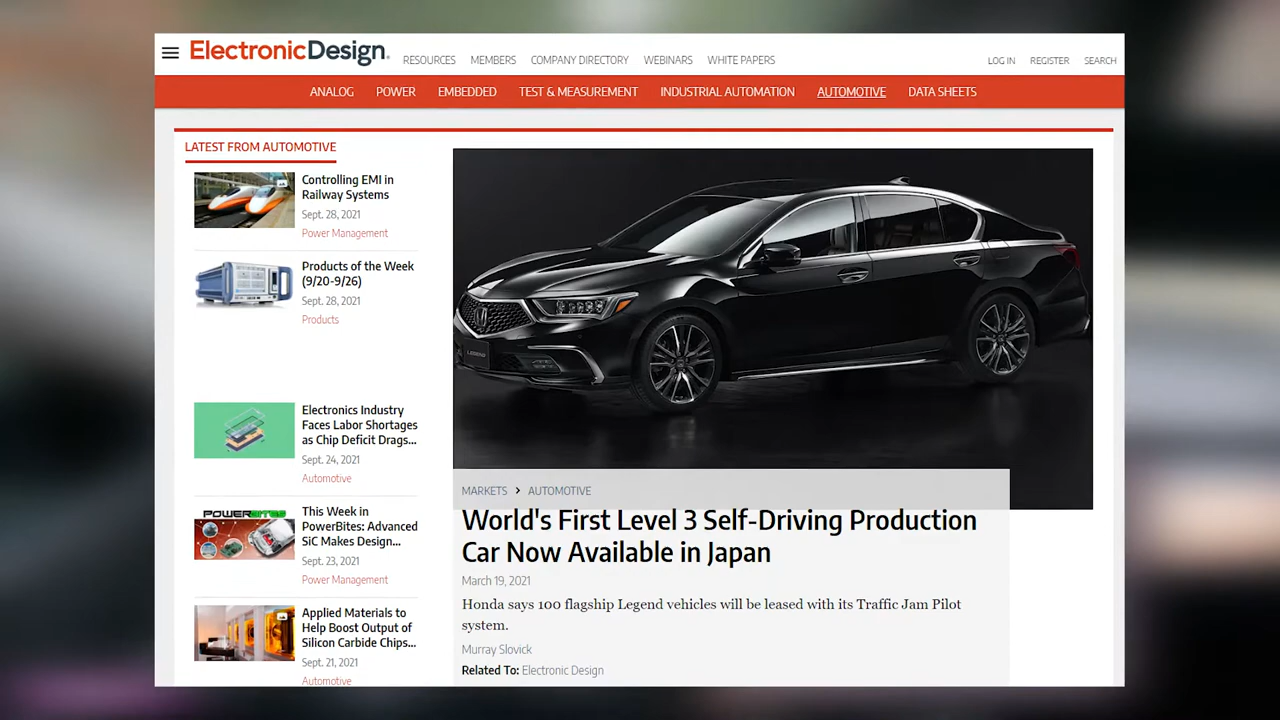 ElectronicDesign.
RESOURCES MEMBERS COMPANY DIRECTORY WEBINARS WHITE PAPERS
LOG IN REGISTER SEARCH
ANALOG POWER EMBEDDED TEST & MEASUREMENT INDUSTRIAL AUTOMATION AUTOMOTIVE DATA SHEETS
LATEST FROM AUTOMOTIVE
Controlling EMI in
Railway Systems
Sept. 28, 2021
Power Management
Products of the Week
(9/20-9/26)
Sept. 28, 2021
Products
Electronics Industry
Faces Labor Shortages
as Chip Deficit Drags...
Sept. 24, 2021
Automotive
POWERBITES
This Week in
PowerBites: Advanced
SiC Makes Design...
Sept. 23, 2021
Power Management
Applied Materials to
Help Boost Output of
Silicon Carbide Chips...
Sept. 21, 2021
Automotive
LEGEND
MARKETS > AUTOMOTIVE
World's First Level 3 Self-Driving Production
Car Now Available in Japan
March 19, 2021
Honda says 100 flagship Legend vehicles will be leased with its Traffic Jam Pilot
system.
Murray Slovick
Related To: Electronic Design